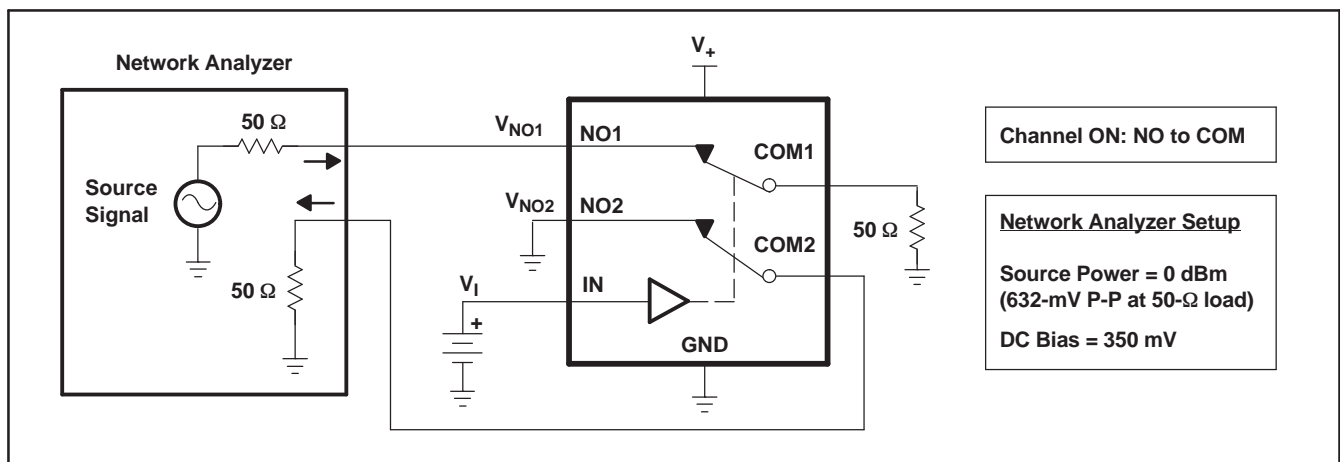 Network Analyzer
50 Ω
Source
Signal
50 Ω
V+
VNO1
NO1
COM1
VNO2
NO2
COM2
50 Ω
VI
IN
+
GND
Channel ON: NO to COM
Network Analyzer Setup
Source Power = 0 dBm
(632-mV P-P at 50-Ω load)
DC Bias = 350 mV